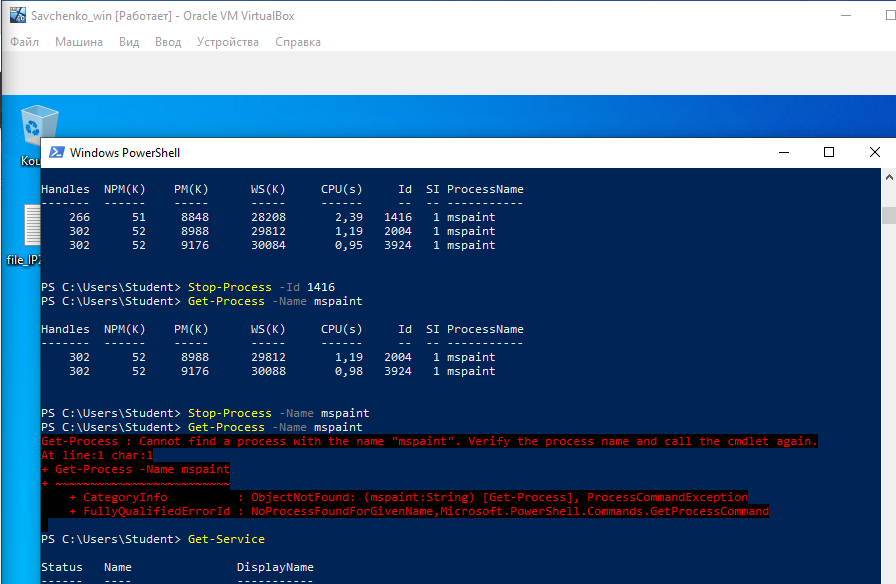 Savchenko_win [Работает] - Oracle VM VirtualBox
Файл Машина Вид Ввод Устройства Справка
Windows PowerShell
Handles NPM(K) PM(K) WS(K) CPU(s) Id SI ProcessName
------- ------ ----- ----- ------ -- -- -----------
266 51 8848 28208 2,39 1416 1 mspaint
302 52 8988 29812 1,19 2004 1 mspaint
302 52 9176 30084 0,95 3924 1 mspaint
PS C:\Users\Student> Stop-Process -Id 1416
PS C:\Users\Student> Get-Process -Name mspaint
Handles NPM(K) PM(K) WS(K) CPU(s) Id SI ProcessName
------- ------ ----- ----- ------ -- -- -----------
302 52 8988 29812 1,19 2004 1 mspaint
302 52 9176 30088 0,98 3924 1 mspaint
PS C:\Users\Student> Stop-Process -Name mspaint
PS C:\Users\Student> Get-Process -Name mspaint
Get-Process : Cannot find a process with the name "mspaint". Verify the process name and call the cmdlet again.
At line:1 char:1
+ Get-Process -Name mspaint
+ ~~~~~~~~~~~~~~~~~~~~~~~~~
+ CategoryInfo : ObjectNotFound: (mspaint:String) [Get-Process], ProcessCommandException
+ FullyQualifiedErrorId : NoProcessFoundForGivenName,Microsoft.PowerShell.Commands.GetProcessCommand
PS C:\Users\Student> Get-Service
Status Name DisplayName
------ ---- -----------